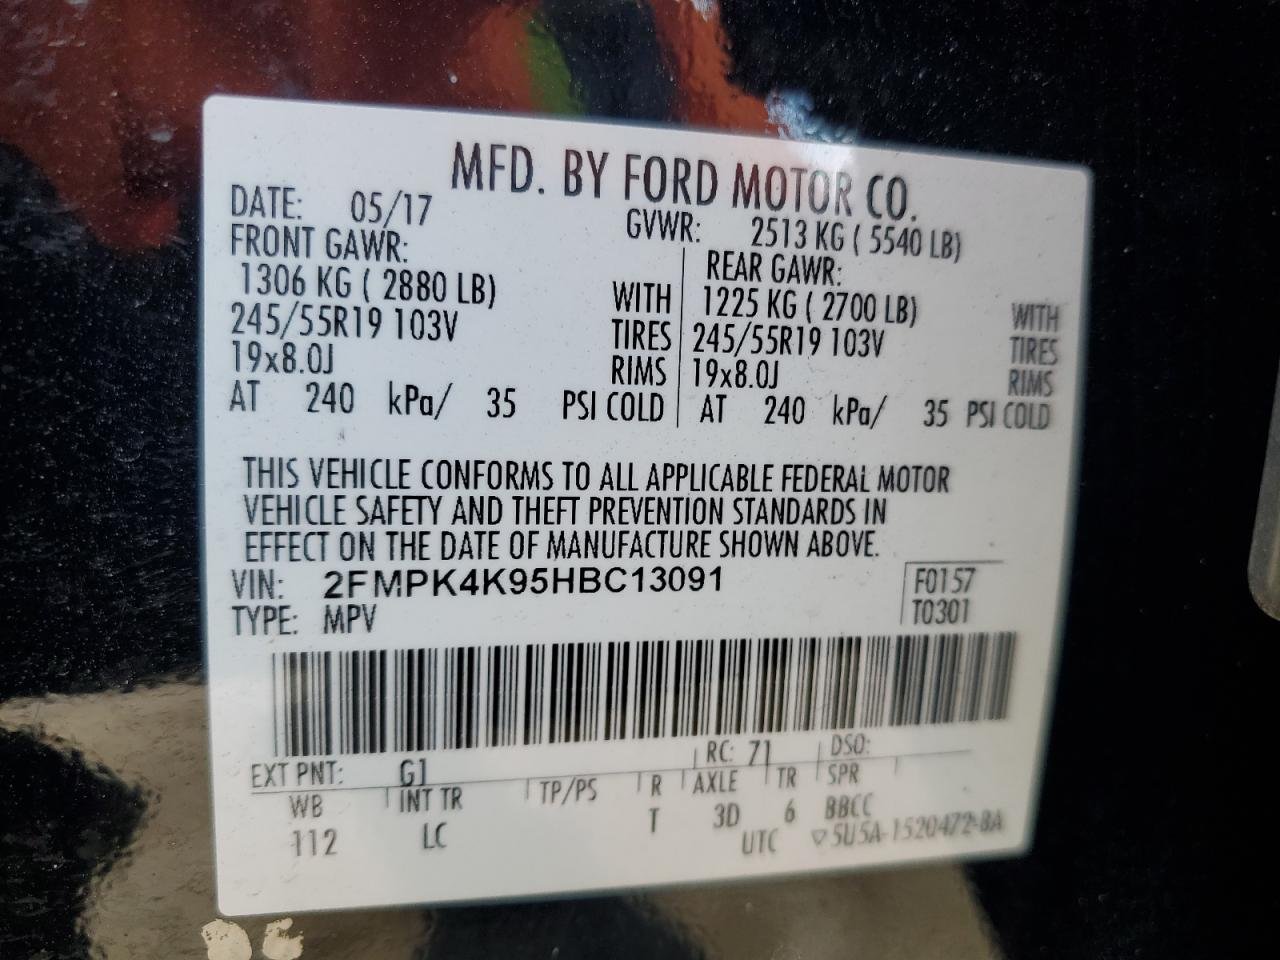 MFD. BY FORD MOTOR CO.
DATE: 05/17 GVWR: 2513 KG ( 5540 LB)
FRONT GAWR: REAR GAWR:
1306 KG ( 2880 LB) WITH 1225 KG ( 2700 LB) WITH
245/55R19 103V TIRES 245/55R19 103V TIRES
19x8.0J RIMS 19x8.0J RIMS
AT 240 kPa/ 35 PSI COLD AT 240 kPa/ 35 PSI COLD
THIS VEHICLE CONFORMS TO ALL APPLICABLE FEDERAL MOTOR
VEHICLE SAFETY AND THEFT PREVENTION STANDARDS IN
EFFECT ON THE DATE OF MANUFACTURE SHOWN ABOVE.
VIN: 2FMPK4K95HBC13091 F0157
TYPE: MPV T0301
EXT PNT: G1 RC: 71 DSO:
WB INT TR TP/PS R AXLE TR SPR
112 LC T 3D 6 BBCC
UTC ▽5U5A-1520472-BA